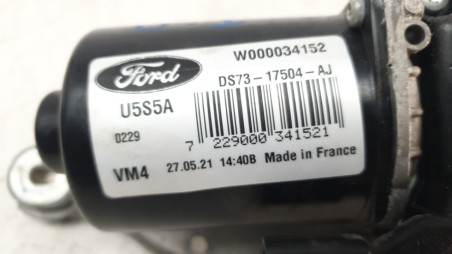 Ford
W000034152
DS73-17504-AJ
U5S5A
0229
7 229000 341521
VM4
27.05.21 14:40B Made in France